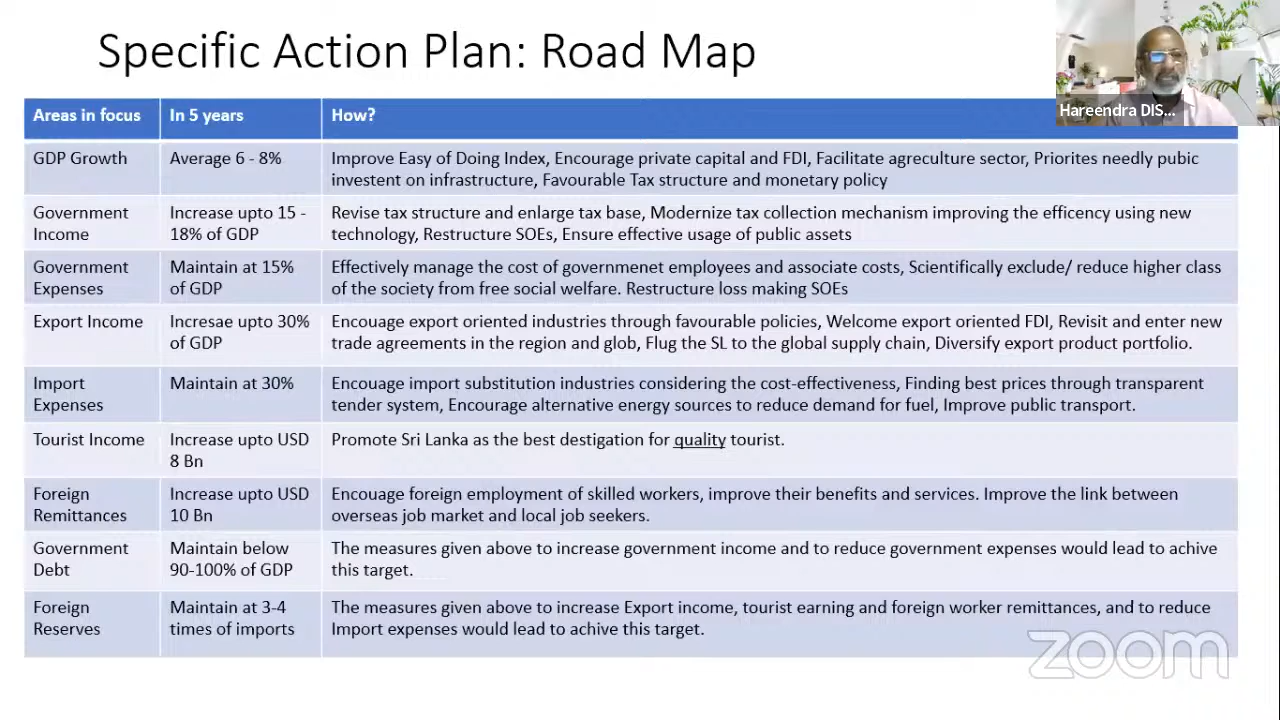 Specific Action Plan: Road Map
Hareendra DIS...
Areas in focus
In 5 years
How?
GDP Growth
Average 6 - 8%
Improve Easy of Doing Index, Encourage private capital and FDI, Facilitate agreculture sector, Priorites needly pubic
investent on infrastructure, Favourable Tax structure and monetary policy
Government
Income
Increase upto 15 -
18% of GDP
Revise tax structure and enlarge tax base, Modernize tax collection mechanism improving the efficency using new
technology, Restructure SOEs, Ensure effective usage of public assets
Government
Expenses
Maintain at 15%
of GDP
Effectively manage the cost of governmenet employees and associate costs, Scientifically exclude/ reduce higher class
of the society from free social welfare. Restructure loss making SOEs
Export Income
Incresae upto 30%
of GDP
Encouage export oriented industries through favourable policies, Welcome export oriented FDI, Revisit and enter new
trade agreements in the region and glob, Flug the SL to the global supply chain, Diversify export product portfolio.
Import
Expenses
Maintain at 30%
Encouage import substitution industries considering the cost-effectiveness, Finding best prices through transparent
tender system, Encourage alternative energy sources to reduce demand for fuel, Improve public transport.
Tourist Income
Increase upto USD
8 Bn
Promote Sri Lanka as the best destigation for quality tourist.
Foreign
Remittances
Increase upto USD
10 Bn
Encouage foreign employment of skilled workers, improve their benefits and services. Improve the link between
overseas job market and local job seekers.
Government
Debt
Maintain below
90-100% of GDP
The measures given above to increase government income and to reduce government expenses would lead to achive
this target.
Foreign
Reserves
Maintain at 3-4
times of imports
The measures given above to increase Export income, tourist earning and foreign worker remittances, and to reduce
Import expenses would lead to achive this target.
zoom